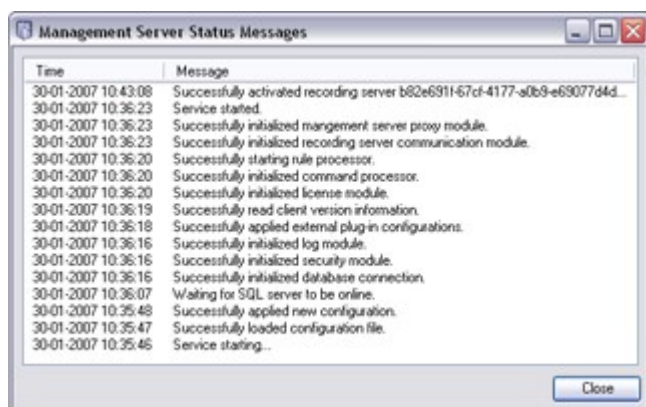 Management Server Status Messages
Time Message
30-01-2007 10:43:08 Successfully activated recording server b82e691f-67cf-4177-a0b9-e69077d4d...
30-01-2007 10:36:23 Service started.
30-01-2007 10:36:23 Successfully initialized mangement server proxy module.
30-01-2007 10:36:23 Successfully initialized recording server communication module.
30-01-2007 10:36:20 Successfully starting rule processor.
30-01-2007 10:36:20 Successfully initialized command processor.
30-01-2007 10:36:20 Successfully initialized license module.
30-01-2007 10:36:19 Successfully read client version information.
30-01-2007 10:36:18 Successfully applied external plug-in configurations.
30-01-2007 10:36:16 Successfully initialized log module.
30-01-2007 10:36:16 Successfully initialized security module.
30-01-2007 10:36:16 Successfully initialized database connection.
30-01-2007 10:36:07 Waiting for SQL server to be online.
30-01-2007 10:35:48 Successfully applied new configuration.
30-01-2007 10:35:47 Successfully loaded configuration file.
30-01-2007 10:35:46 Service starting...
Close